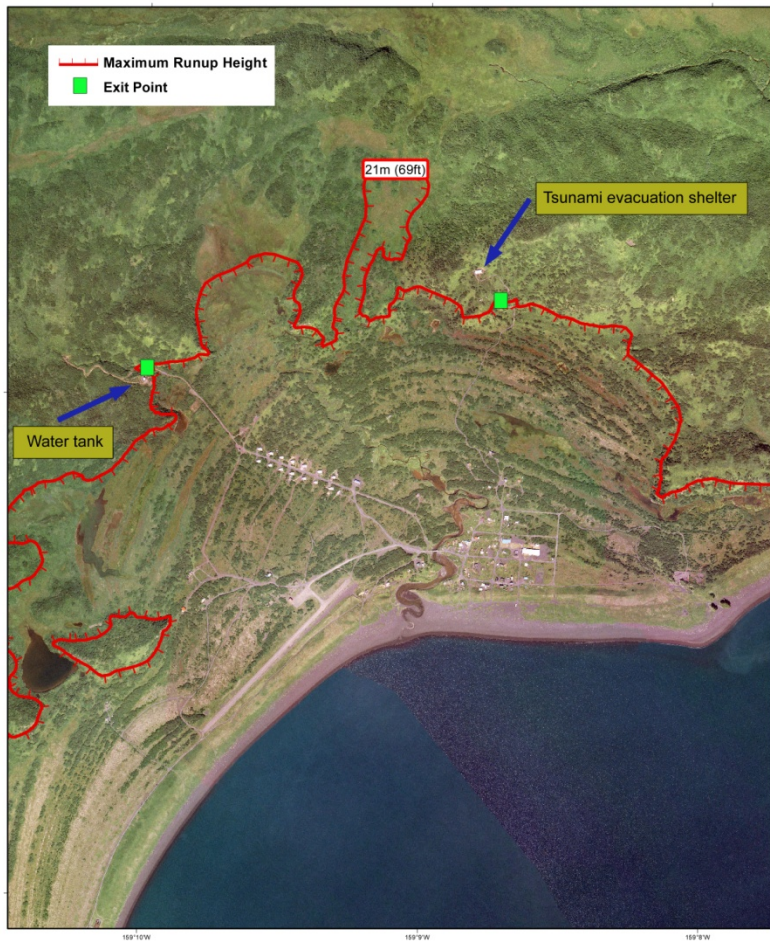 Maximum Runup Height
Exit Point
21m (69ft)
Tsunami evacuation shelter
Water tank
159°10'W
159°9'W
159°8'W